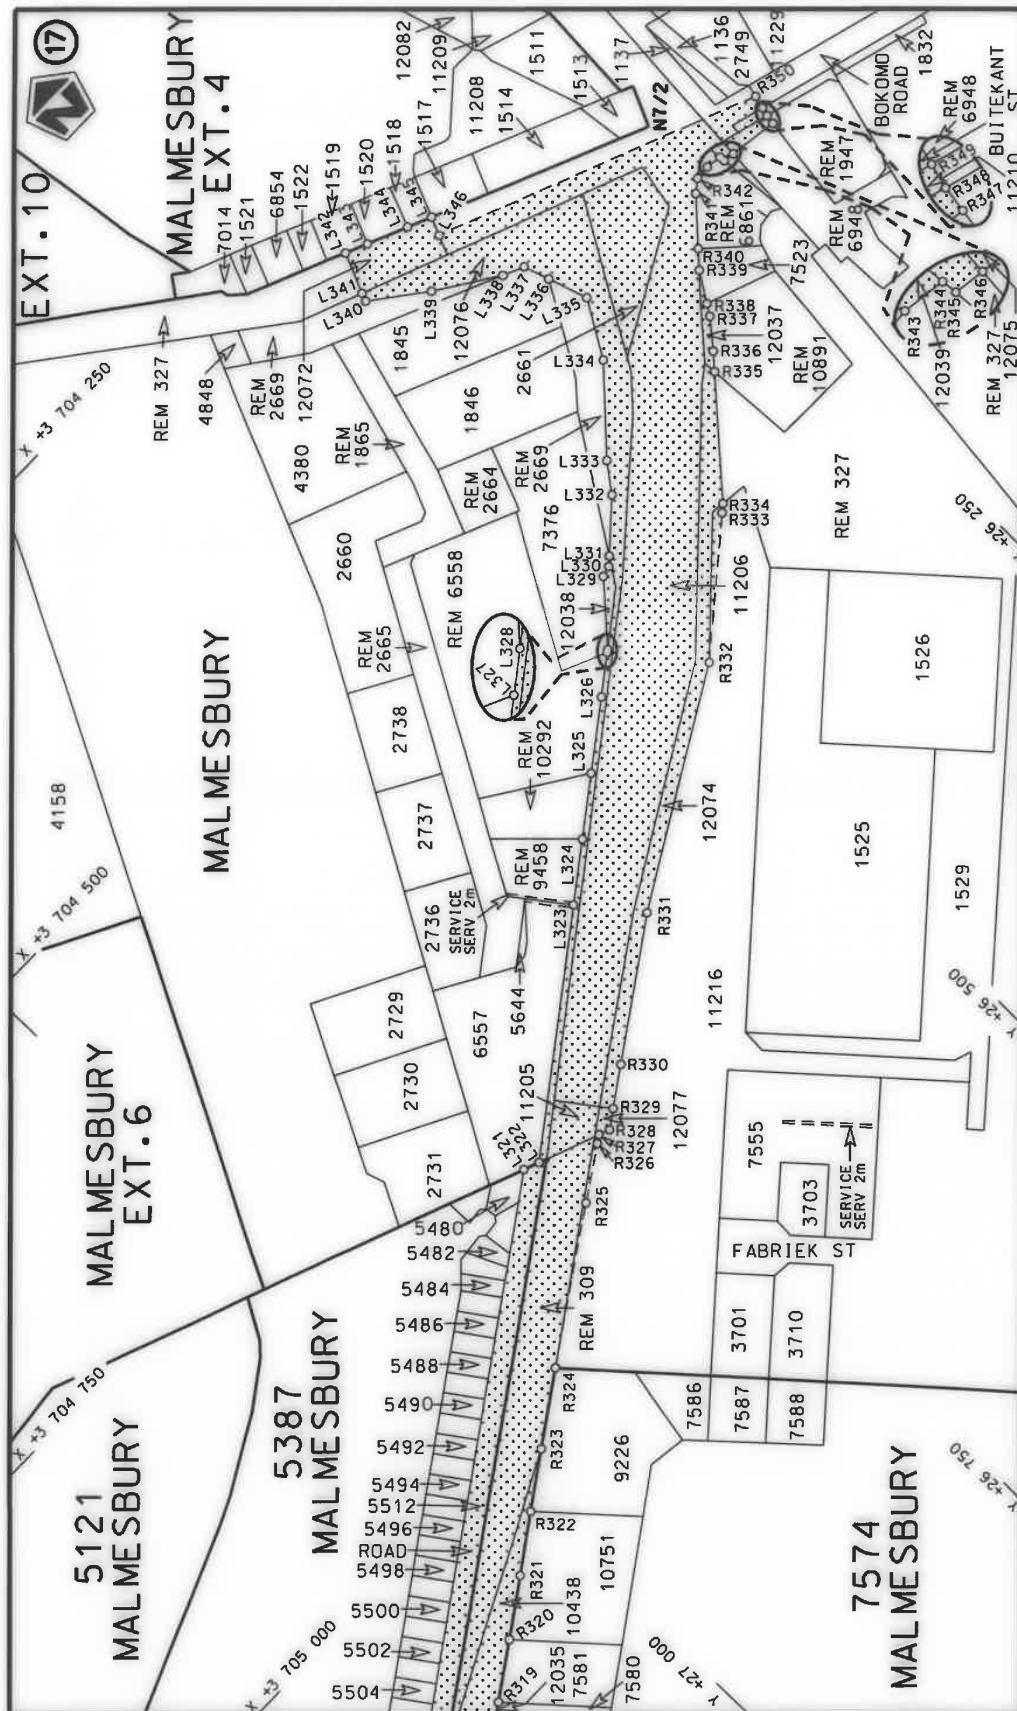 17
EXT.10
MALMESBURY
EXT.4
7014
1521
6854
1522
1519
1520
1518
1517
11208
1514
12082
11209
1511
1513
1137
1136
2749
1229
R350
N7/2
BOKOMO
ROAD
1832
REM
6948
BUITEKANT
ST
11210
REM
1947
REM
6948
R349
R348
R347
L342
L343
L344
L345
L346
L341
L340
L339
L338
L337
L336
L335
L334
L333
L332
L331
L330
L329
R342
R341
REM
6861
R340
R339
7523
R338
R337
12037
R336
R335
REM
10891
R343
R344
R345
R346
12039
REM 327
12075
X +3 704 250
REM 327
4848
REM
2669
12072
1845
12076
2661
1846
4380
REM
1865
REM
2664
REM
2669
2660
7376
REM 6558
REM
2665
12038
L328
L327
L326
L325
REM
10292
R334
R333
REM 327
+26 250
11206
R332
1526
MALMESBURY
4158
2738
2737
2736
SERVICE
SERV 2m
REM
9458
L324
L323
12074
R331
1525
1529
X +3 704 500
2729
2730
2731
6557
5644
11205
11216
Y +26 500
R330
R329
R328
R327
R326
12077
R325
7555
3703
SERVICE
SERV 2m
FABRIEK ST
MALMESBURY
EXT.6
L321
L322
5480
5482
5484
5486
5488
5490
5492
5494
5512
5496
ROAD
5498
5500
5502
5504
REM 309
3701
3710
X +3 704 750
5387
MALMESBURY
5121
MALMESBURY
R324
R323
R322
R321
R320
R319
7586
7587
7588
9226
10751
10438
12035
7581
7580
7574
MALMESBURY
Y +26 750
X +3 705 000
Y +27 000